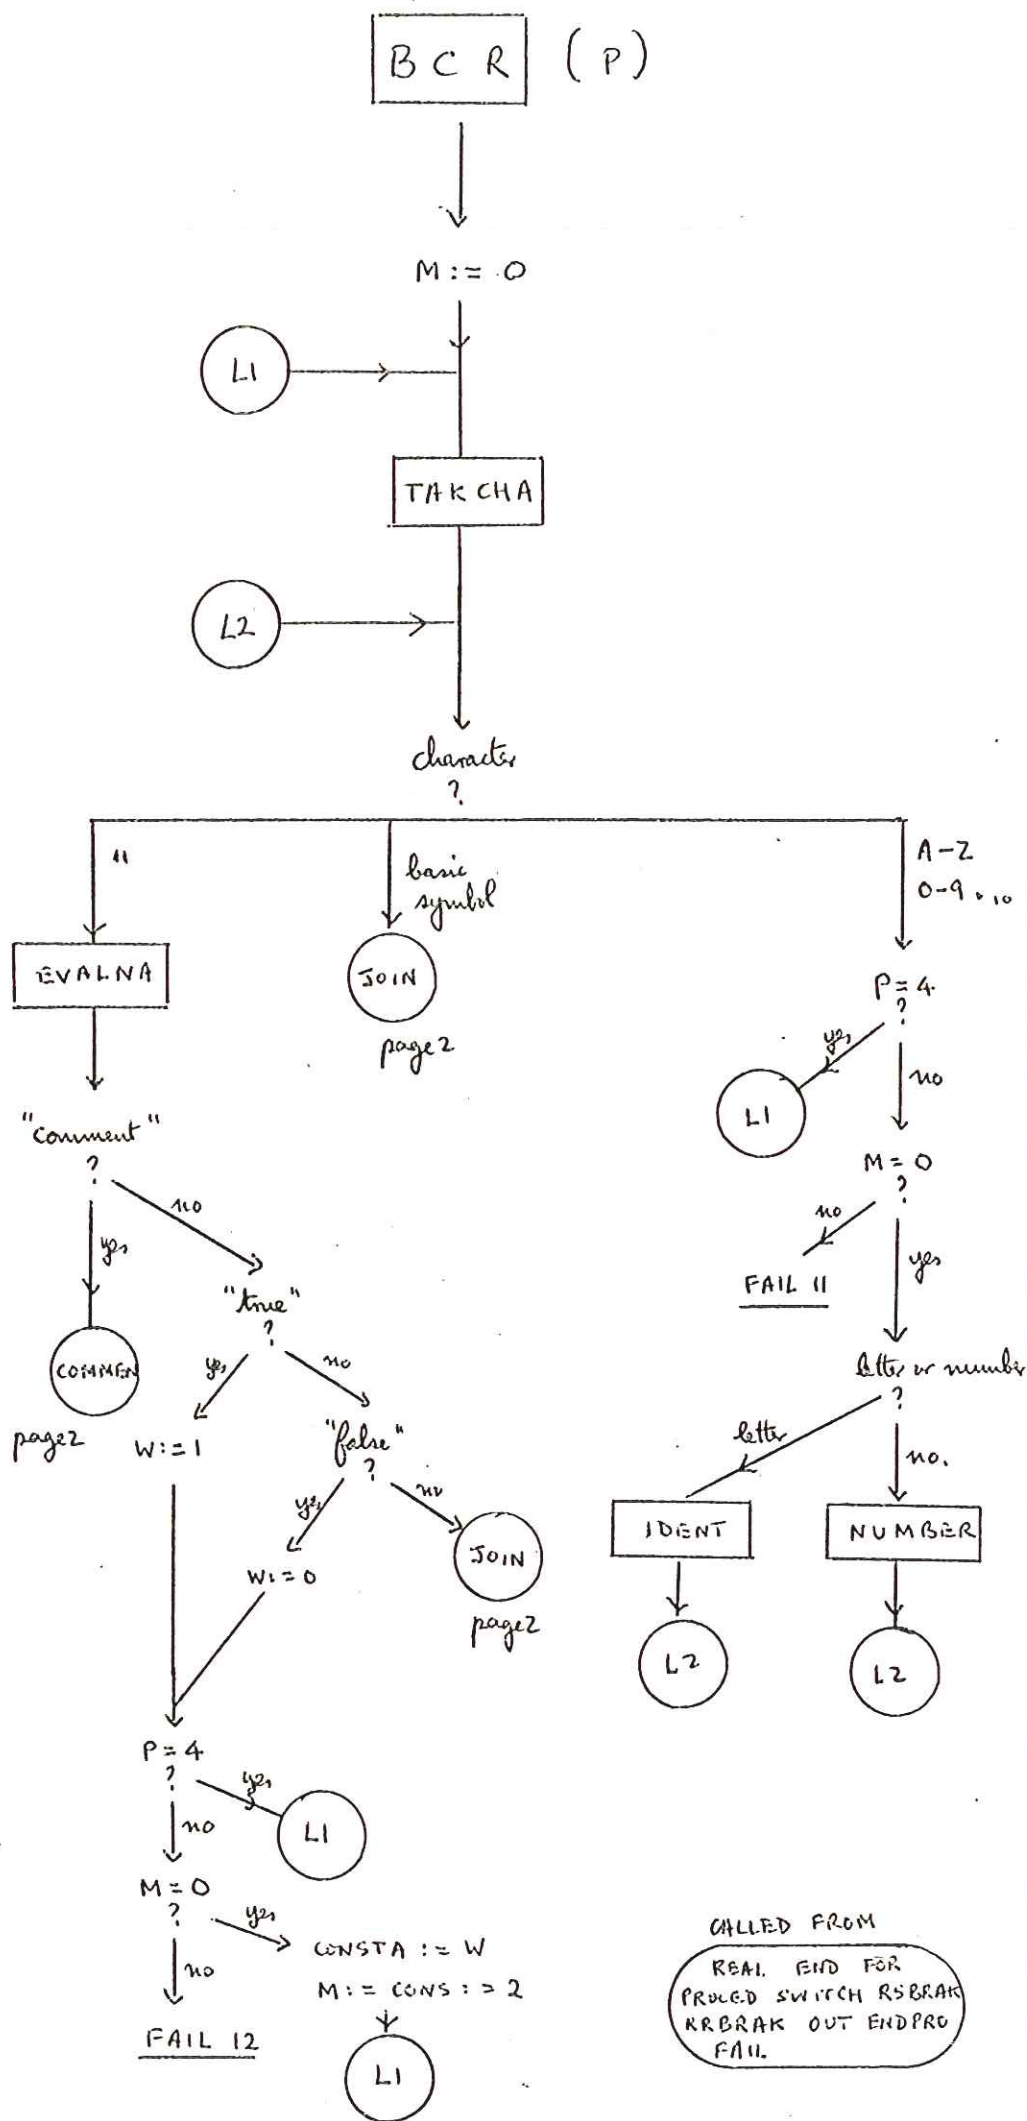 BCR (P)
M := 0
L1
TAKCHA
L2
character
?
"
basic
symbol
A-Z
0-9 . 10
EVALNA
JOIN
page 2
P = 4
?
yes
no
L1
"comment"
?
no
yes
M = 0
?
no
yes
FAIL 11
"true"
?
yes
no
COMMEN
page 2
W := 1
"false"
?
yes
no
letter or number
?
letter
no.
W := 0
JOIN
page 2
IDENT
NUMBER
L2
L2
P = 4
?
yes
no
L1
M = 0
?
yes
no
CONSTA := W
M := CONS := 2
FAIL 12
L1
CALLED FROM
REAL END FOR
PROCED SWITCH RSBRAK
RRBRAK OUT ENDPRO
FAIL